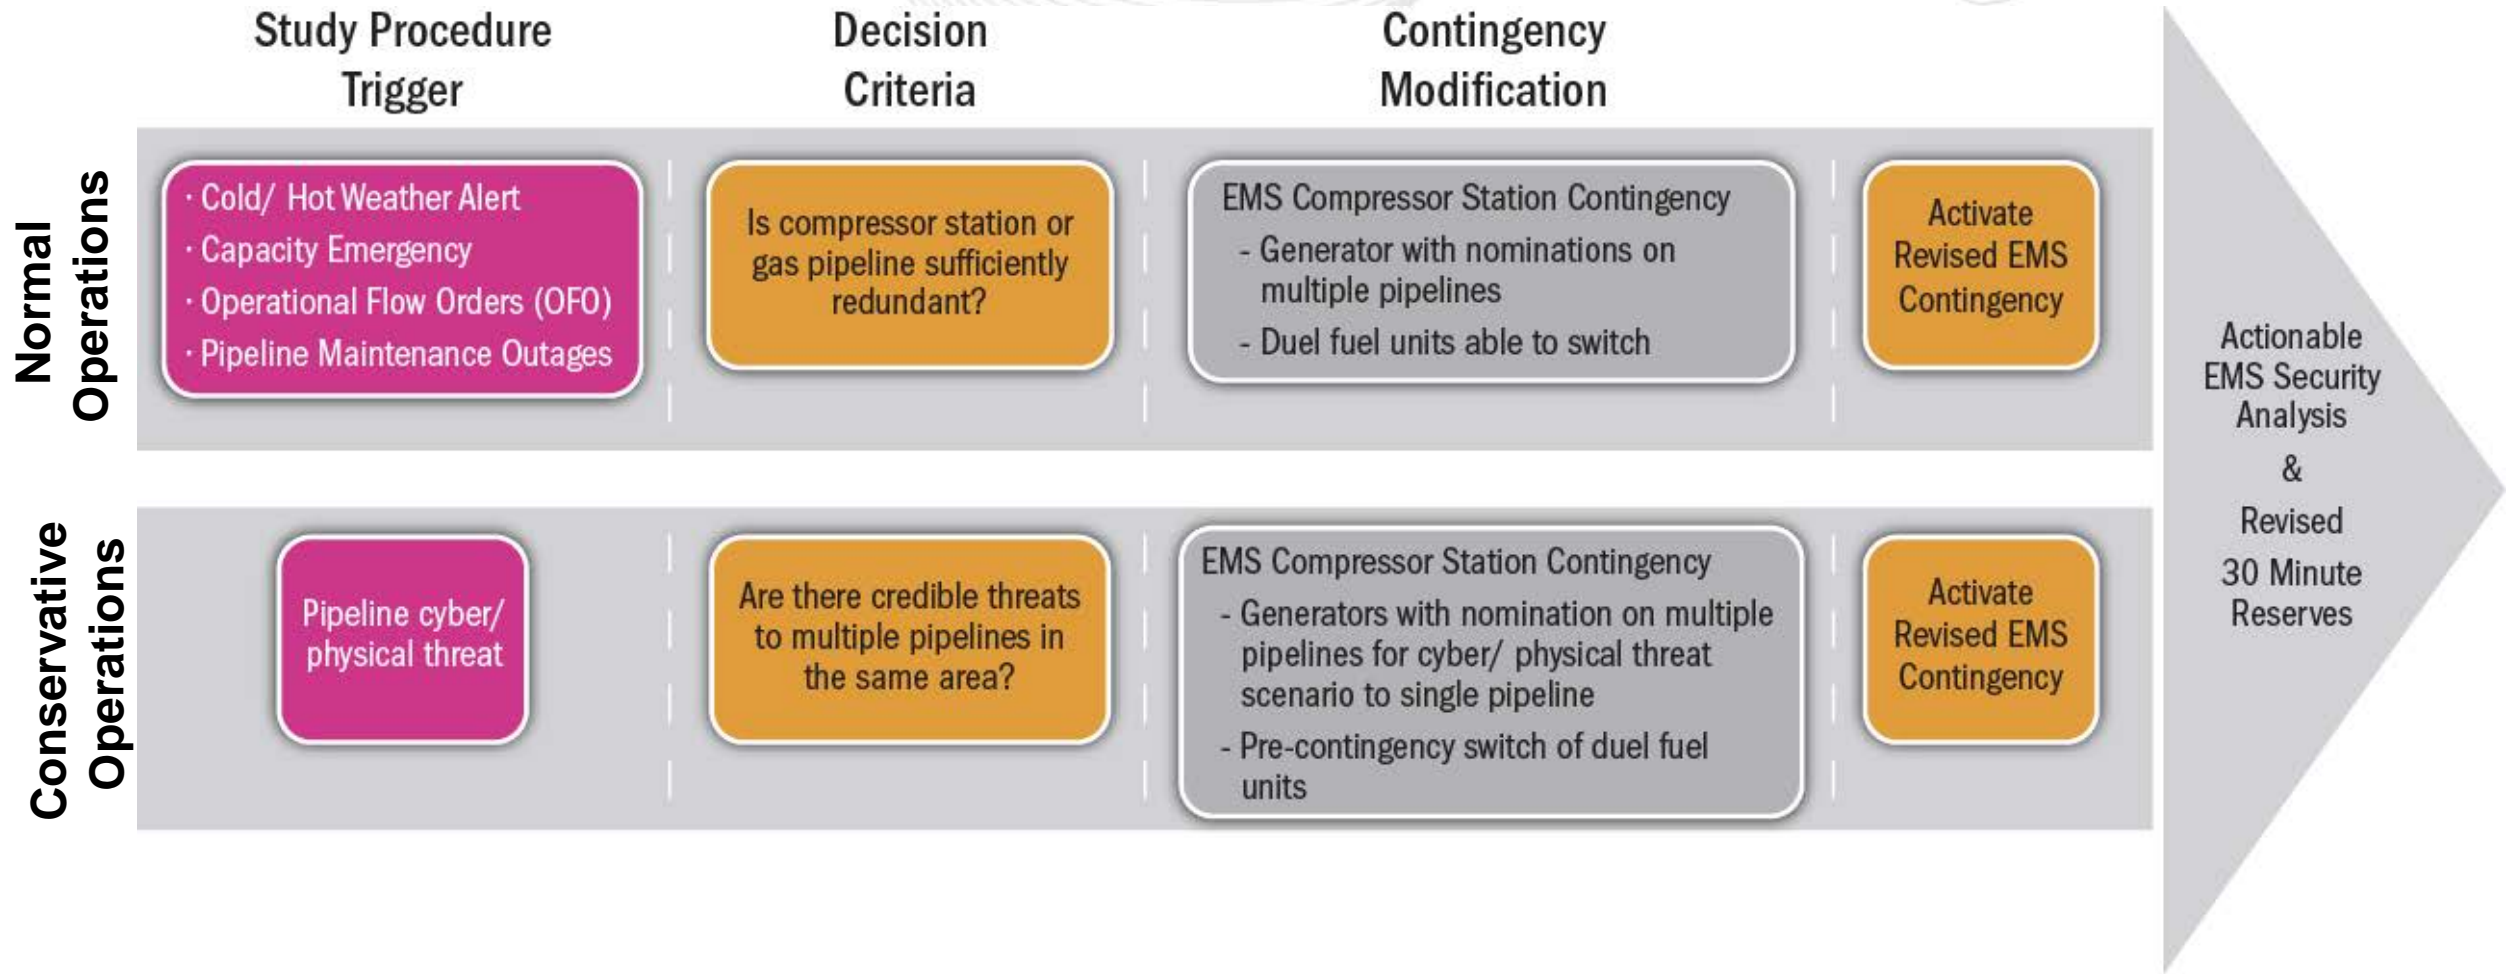 Study Procedure
Trigger
Decision
Criteria
Contingency
Modification
Normal
Operations
· Cold/ Hot Weather Alert
· Capacity Emergency
· Operational Flow Orders (OFO)
· Pipeline Maintenance Outages
Is compressor station or
gas pipeline sufficiently
redundant?
EMS Compressor Station Contingency
- Generator with nominations on
multiple pipelines
- Duel fuel units able to switch
Activate
Revised EMS
Contingency
Conservative
Operations
Pipeline cyber/
physical threat
Are there credible threats
to multiple pipelines in
the same area?
EMS Compressor Station Contingency
- Generators with nomination on multiple
pipelines for cyber/ physical threat
scenario to single pipeline
- Pre-contingency switch of duel fuel
units
Activate
Revised EMS
Contingency
Actionable
EMS Security
Analysis
&
Revised
30 Minute
Reserves